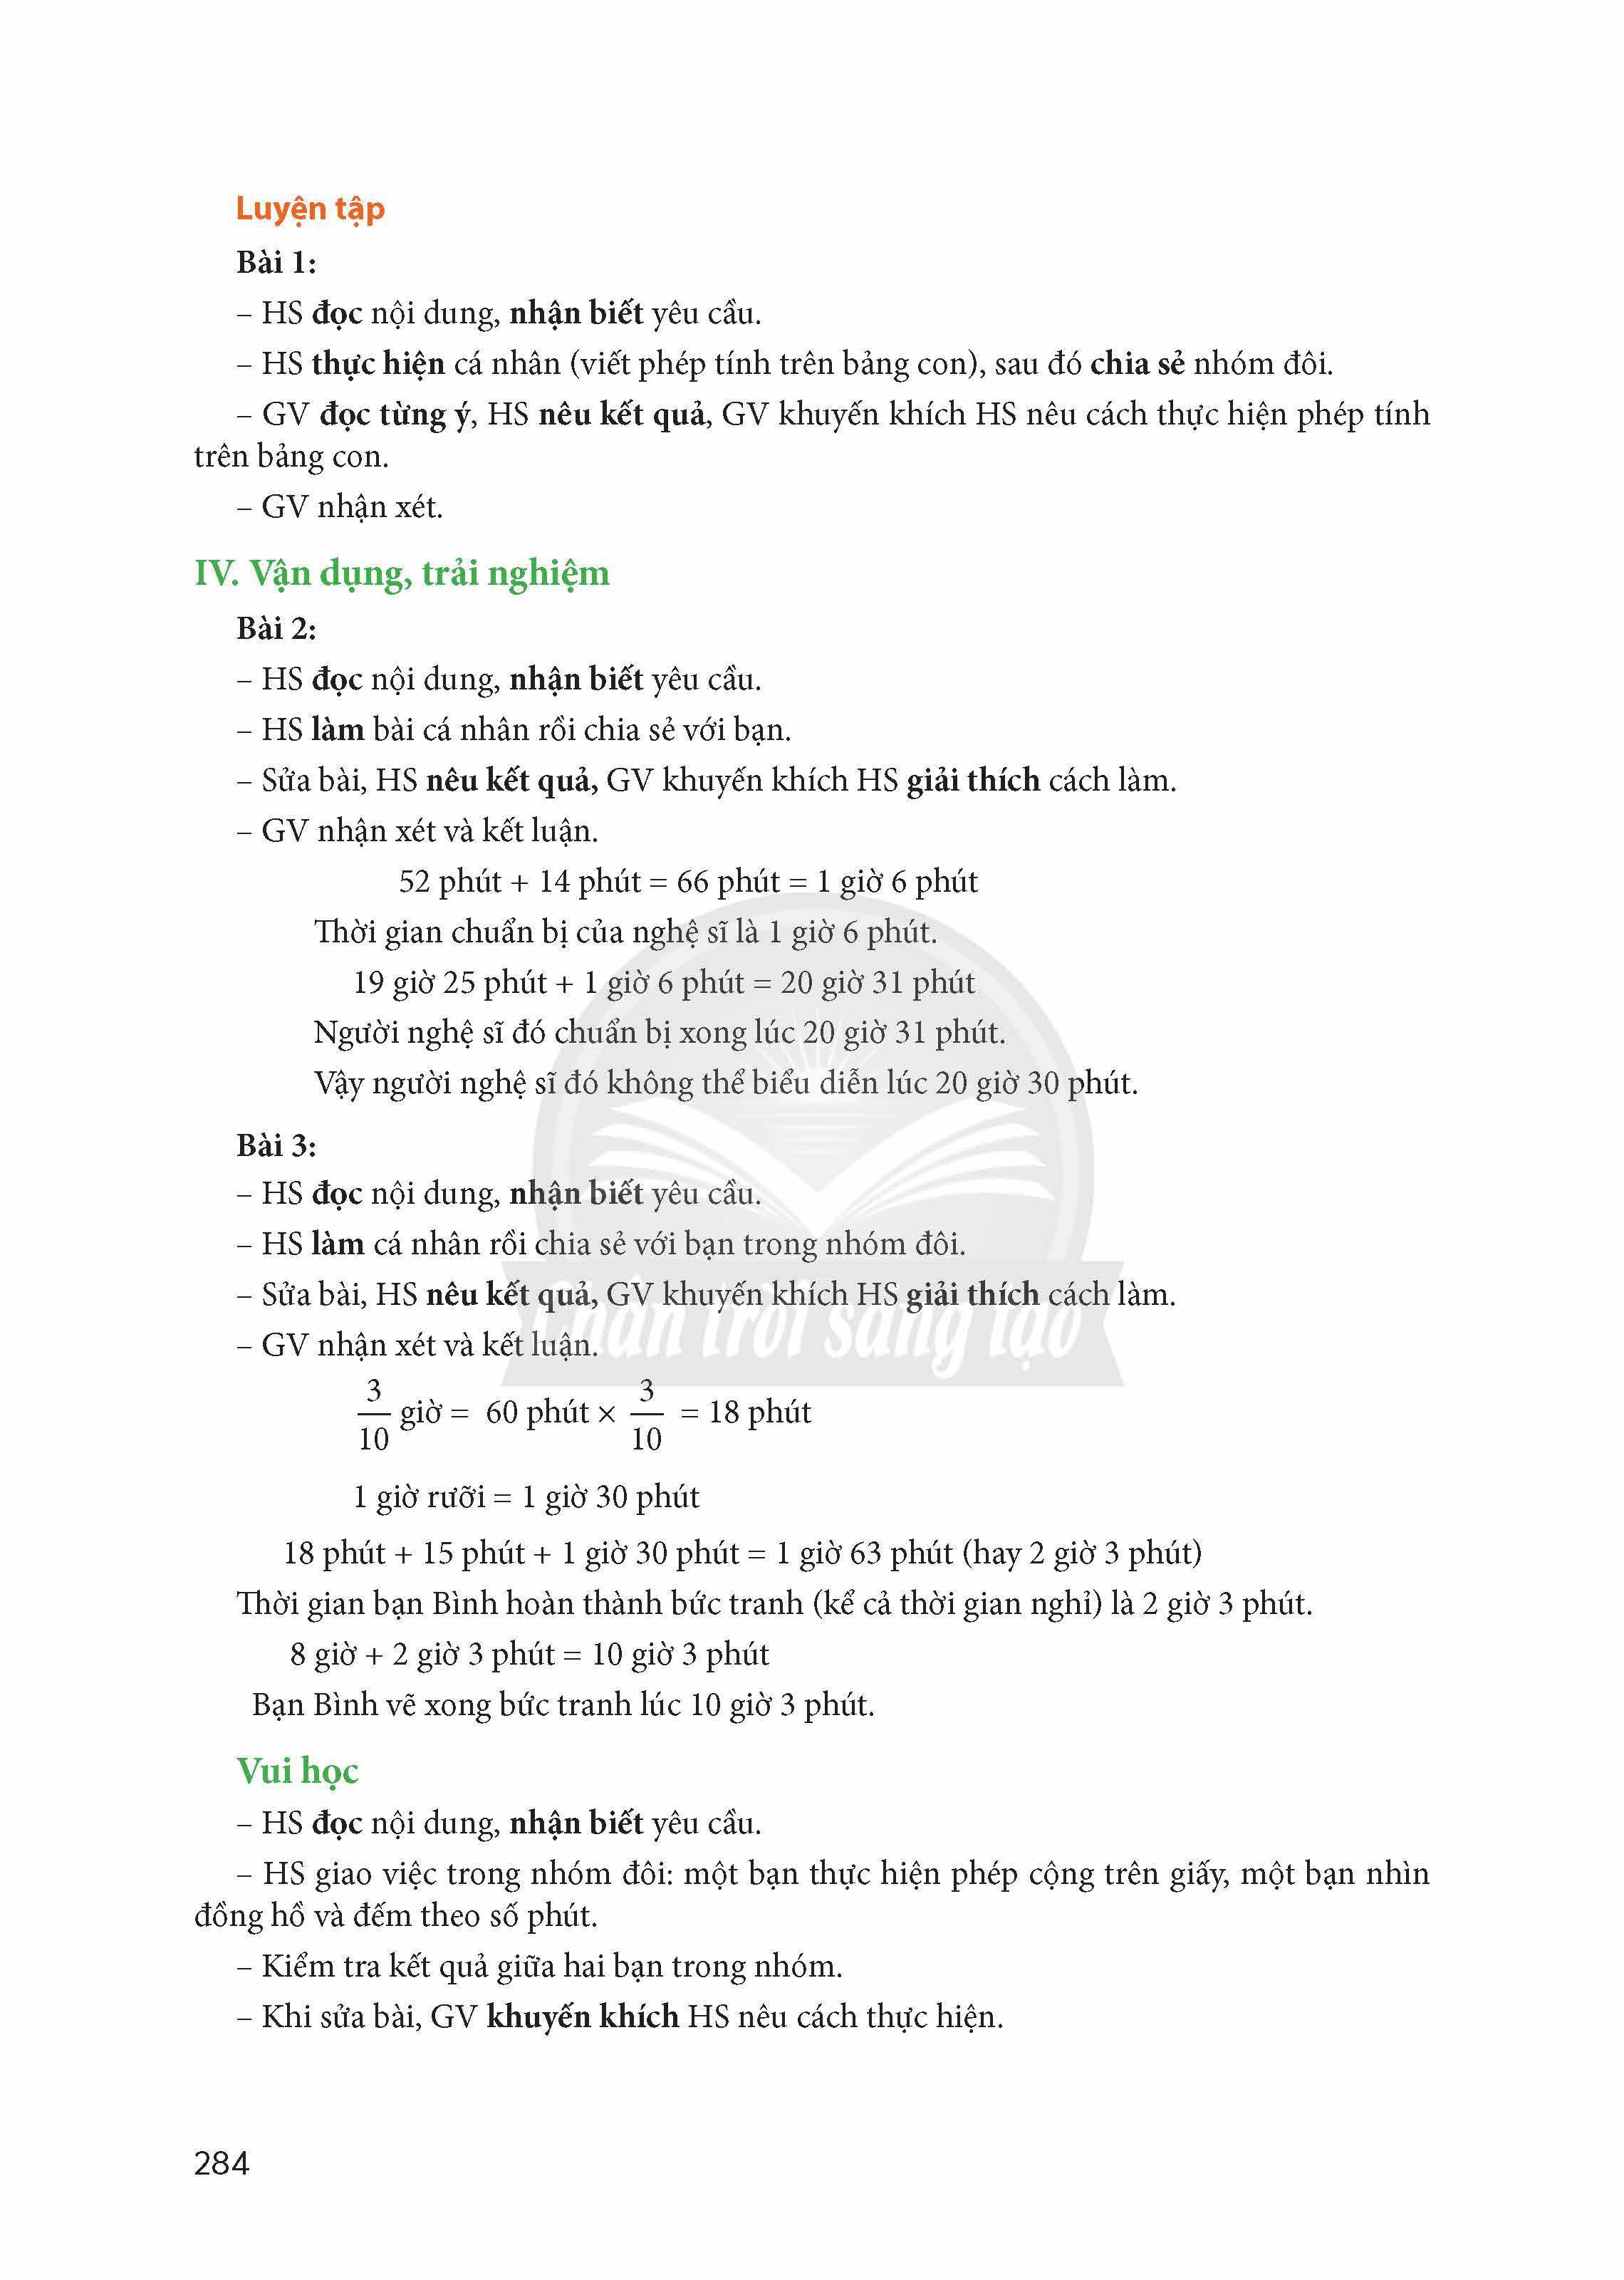 Luyện tập
Bài 1:
– HS đọc nội dung, nhận biết yêu cầu.
– HS thực hiện cá nhân (viết phép tính trên bảng con), sau đó chia sẻ nhóm đôi.
– GV đọc từng ý, HS nêu kết quả, GV khuyến khích HS nêu cách thực hiện phép tính
trên bảng con.
– GV nhận xét.
IV. Vận dụng, trải nghiệm
Bài 2:
– HS đọc nội dung, nhận biết yêu cầu.
– HS làm bài cá nhân rồi chia sẻ với bạn.
– Sửa bài, HS nêu kết quả, GV khuyến khích HS giải thích cách làm.
– GV nhận xét và kết luận.
52 phút + 14 phút = 66 phút = 1 giờ 6 phút
Thời gian chuẩn bị của nghệ sĩ là 1 giờ 6 phút.
19 giờ 25 phút + 1 giờ 6 phút = 20 giờ 31 phút
Người nghệ sĩ đó chuẩn bị xong lúc 20 giờ 31 phút.
Vậy người nghệ sĩ đó không thể biểu diễn lúc 20 giờ 30 phút.
Bài 3:
– HS đọc nội dung, nhận biết yêu cầu.
– HS làm cá nhân rồi chia sẻ với bạn trong nhóm đôi.
– Sửa bài, HS nêu kết quả, GV khuyến khích HS giải thích cách làm.
Chân trời sáng tạo
– GV nhận xét và kết luận.
3/10 giờ = 60 phút × 3/10 = 18 phút
1 giờ rưỡi = 1 giờ 30 phút
18 phút + 15 phút + 1 giờ 30 phút = 1 giờ 63 phút (hay 2 giờ 3 phút)
Thời gian bạn Bình hoàn thành bức tranh (kể cả thời gian nghỉ) là 2 giờ 3 phút.
8 giờ + 2 giờ 3 phút = 10 giờ 3 phút
Bạn Bình vẽ xong bức tranh lúc 10 giờ 3 phút.
Vui học
– HS đọc nội dung, nhận biết yêu cầu.
– HS giao việc trong nhóm đôi: một bạn thực hiện phép cộng trên giấy, một bạn nhìn
đồng hồ và đếm theo số phút.
– Kiểm tra kết quả giữa hai bạn trong nhóm.
– Khi sửa bài, GV khuyến khích HS nêu cách thực hiện.
284